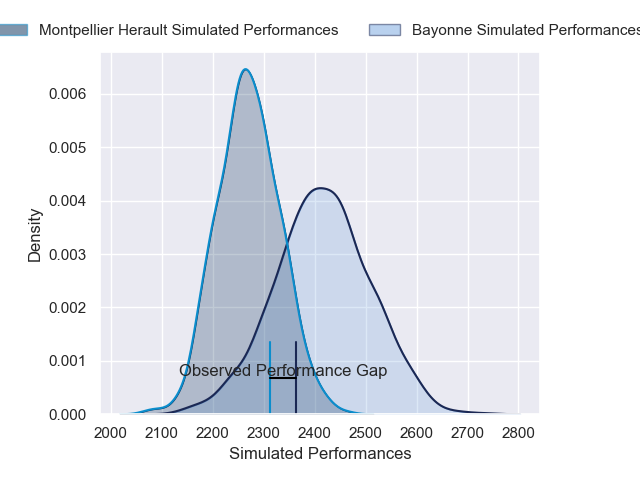 Montpellier Herault Simulated Performances
Bayonne Simulated Performances
Density
0.006
0.005
0.004
0.003
0.002
0.001
0.000
Observed Performance Gap
2000 2100 2200 2300 2400 2500 2600 2700 2800
Simulated Performances